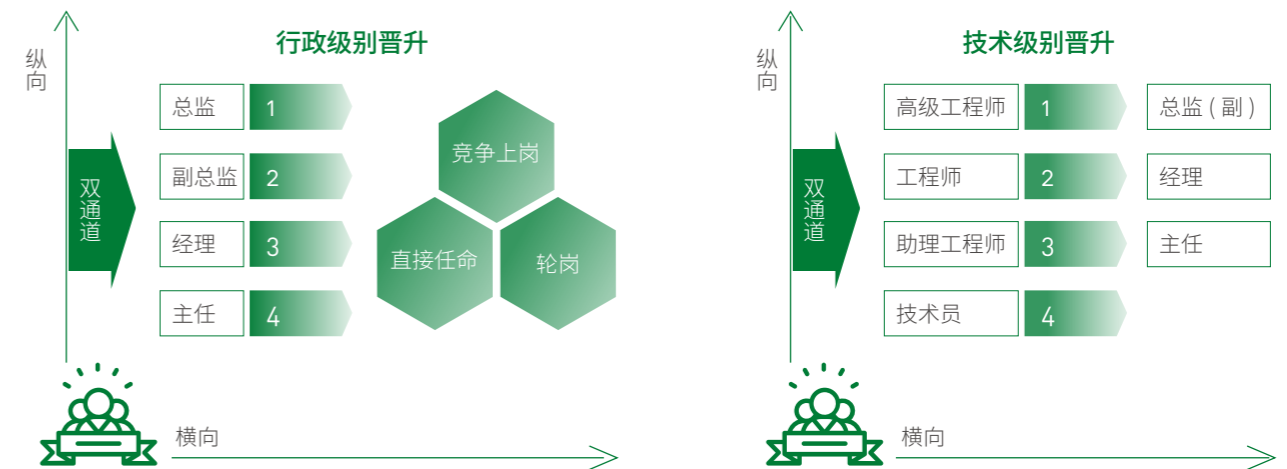 行政级别晋升
纵向
双通道
总监 1
副总监 2
经理 3
主任 4
竞争上岗
直接任命
轮岗
横向
技术级别晋升
纵向
双通道
高级工程师 1 总监 ( 副 )
工程师 2 经理
助理工程师 3 主任
技术员 4
横向